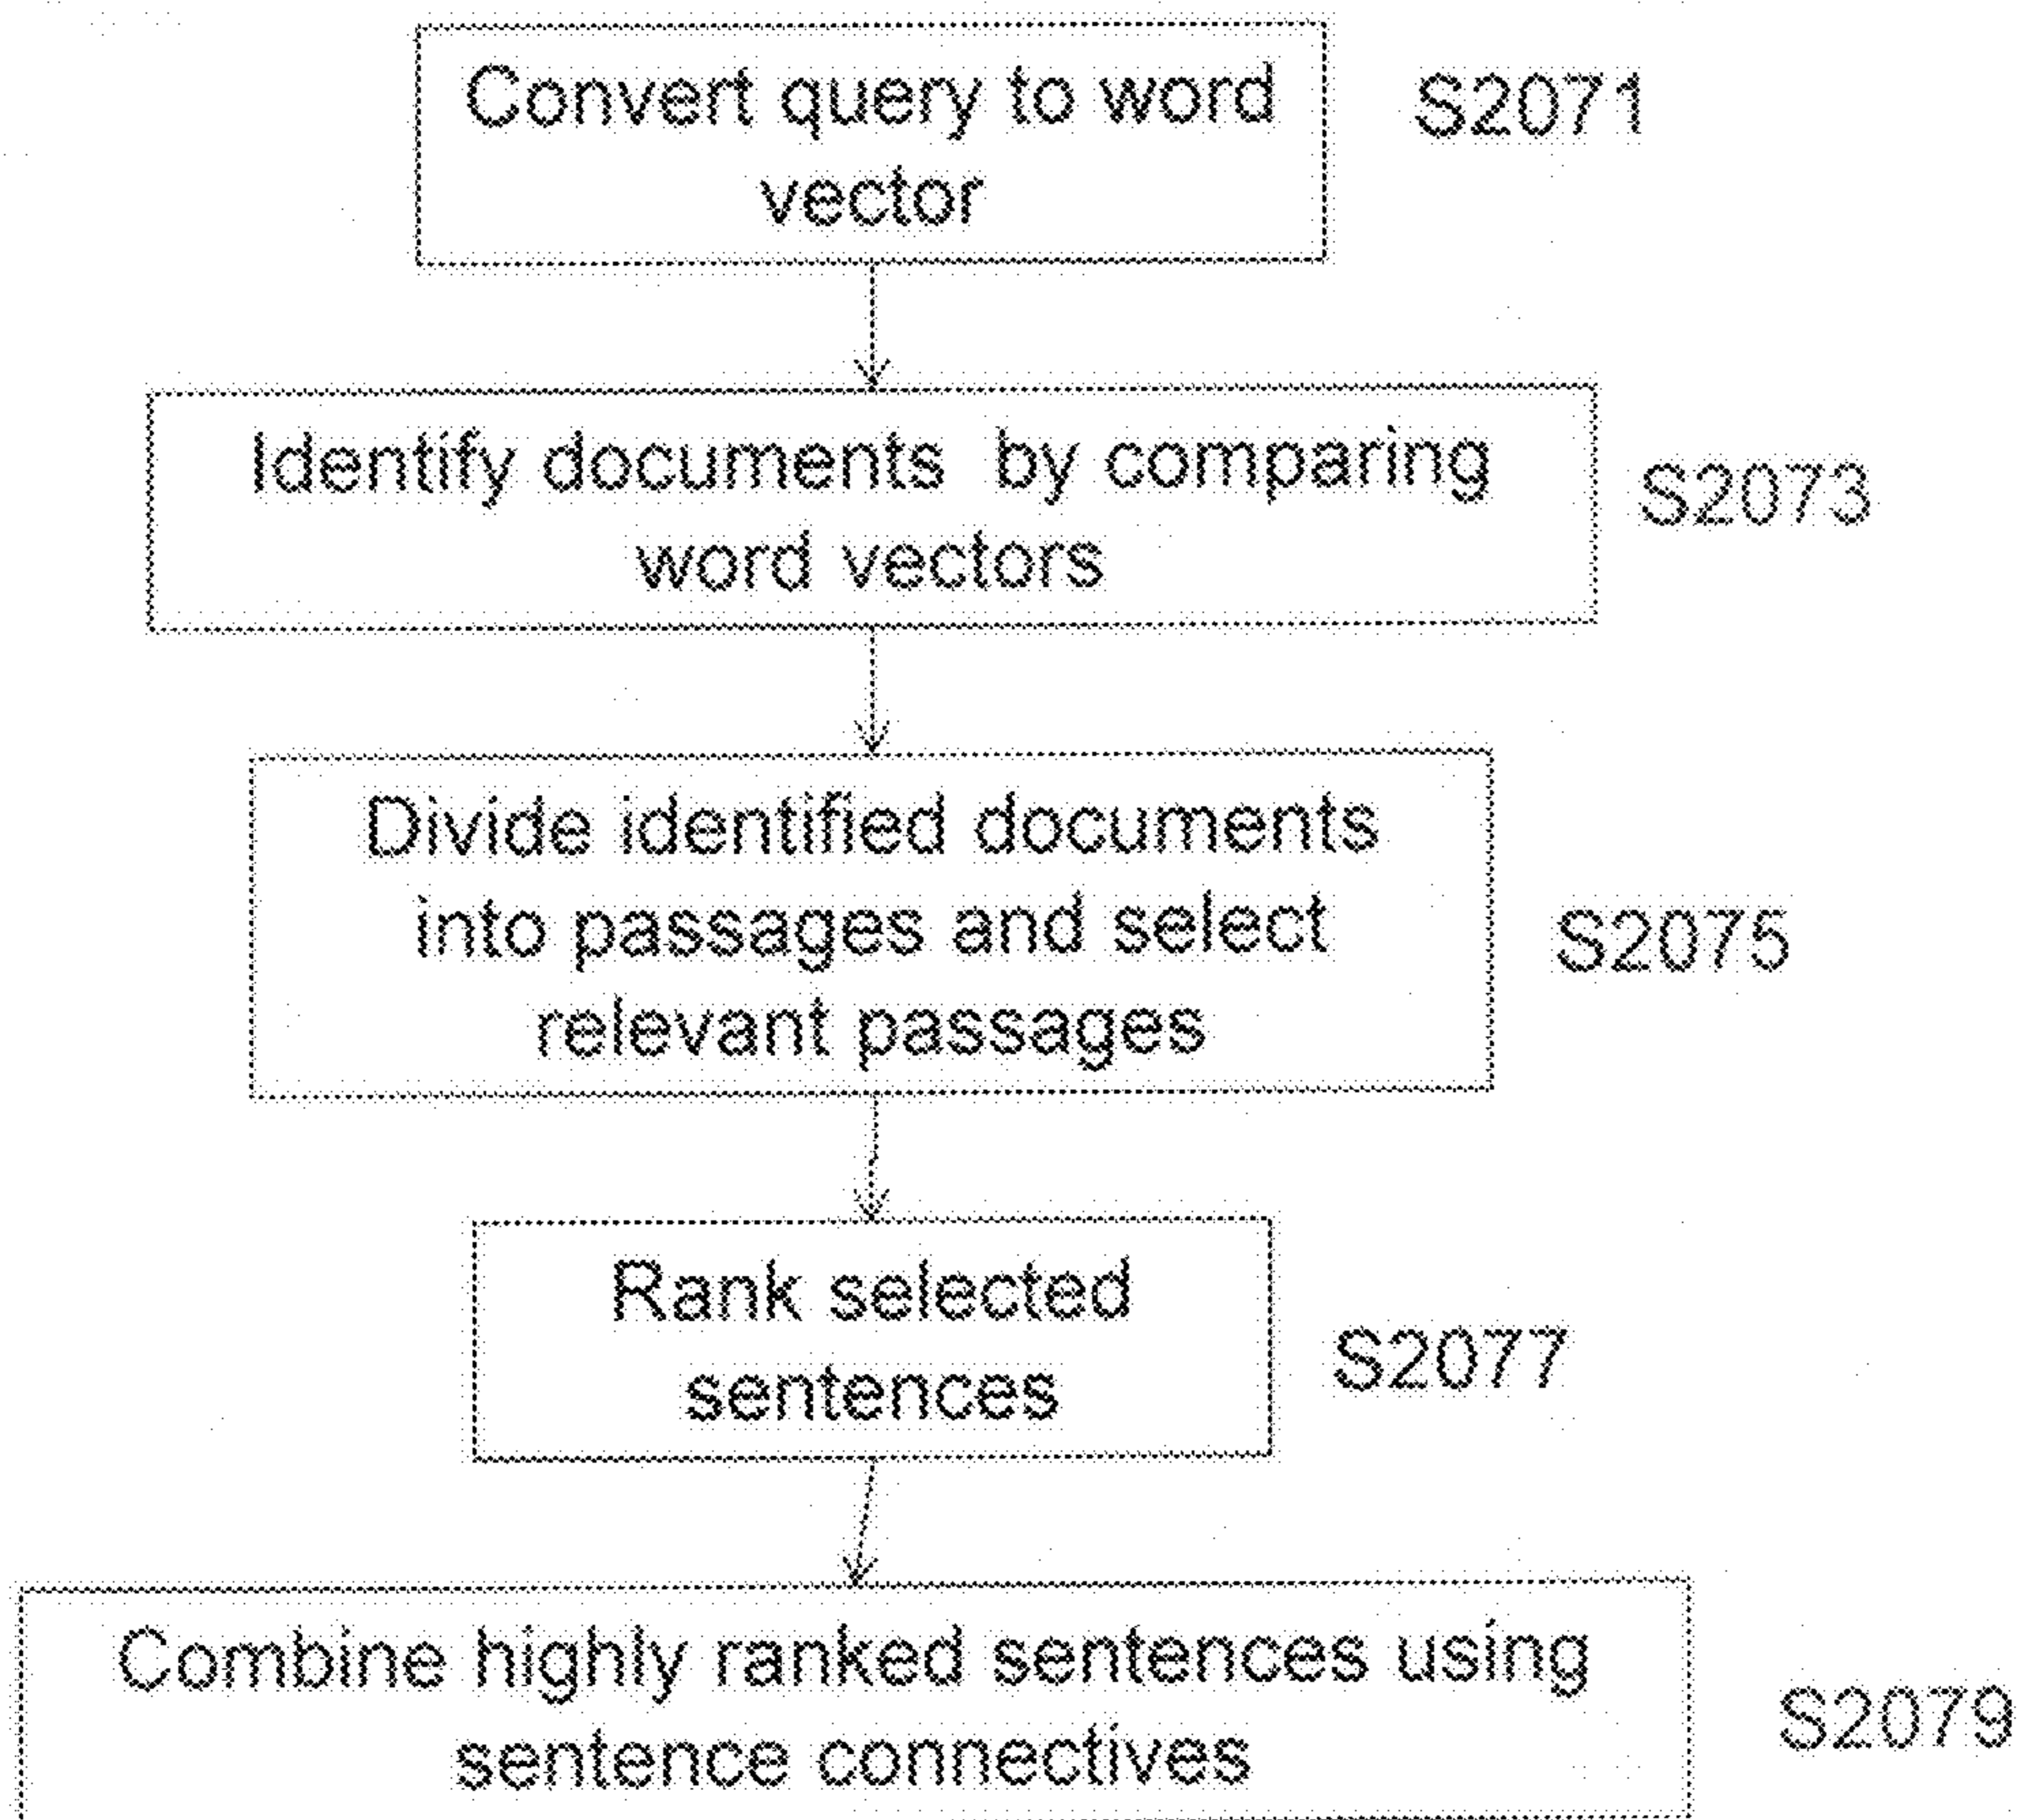 Convert query to word
vector
S2071
Identify documents by comparing
word vectors
S2073
Divide identified documents
into passages and select
relevant passages
S2075
Rank selected
sentences
S2077
Combine highly ranked sentences using
sentence connectives
S2079